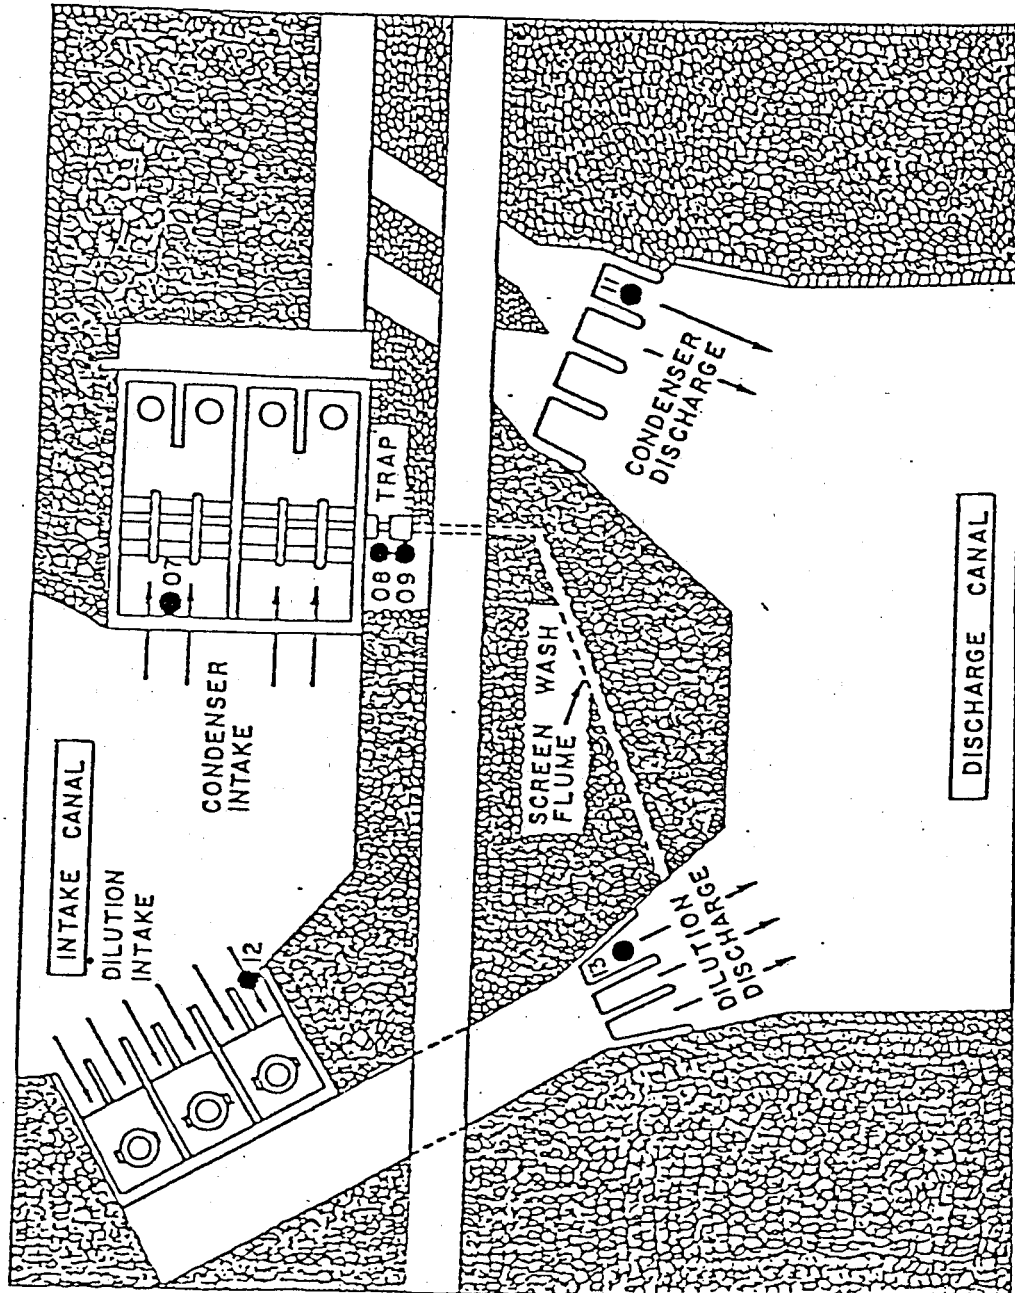 INTAKE CANAL
DILUTION
INTAKE
12
CONDENSER
INTAKE
07
08
09
TRAP
SCREEN WASH
FLUME
13
DILUTION
DISCHARGE
11
CONDENSER
DISCHARGE
DISCHARGE CANAL